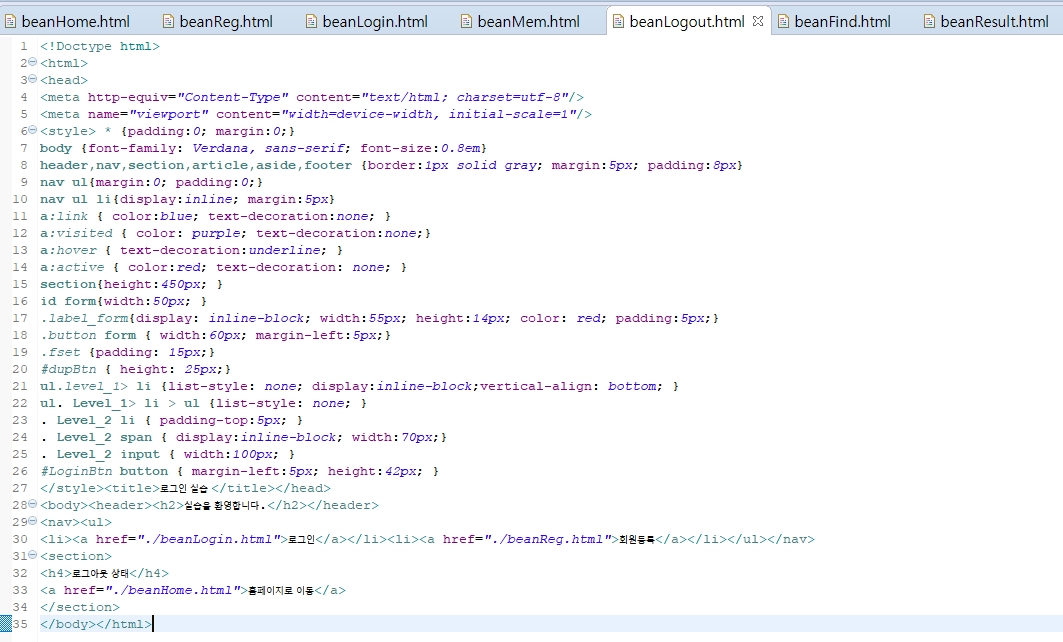 beanHome.html beanReg.html beanLogin.html beanMem.html beanLogout.html beanFind.html beanResult.html
1 <!Doctype html>
2 <html>
3 <head>
4 <meta http-equiv="Content-Type" content="text/html; charset=utf-8"/>
5 <meta name="viewport" content="width=device-width, initial-scale=1"/>
6 <style> * {padding:0; margin:0;}
7 body {font-family: Verdana, sans-serif; font-size:0.8em}
8 header,nav,section,article,aside,footer {border:1px solid gray; margin:5px; padding:8px}
9 nav ul{margin:0; padding:0;}
10 nav ul li{display:inline; margin:5px}
11 a:link { color:blue; text-decoration:none; }
12 a:visited { color: purple; text-decoration:none;}
13 a:hover { text-decoration:underline; }
14 a:active { color:red; text-decoration: none; }
15 section{height:450px; }
16 id form{width:50px; }
17 .label_form{display: inline-block; width:55px; height:14px; color: red; padding:5px;}
18 .button form { width:60px; margin-left:5px;}
19 .fset {padding: 15px;}
20 #dupBtn { height: 25px;}
21 ul.level_1> li {list-style: none; display:inline-block;vertical-align: bottom; }
22 ul. Level_1> li > ul {list-style: none; }
23 . Level_2 li { padding-top:5px; }
24 . Level_2 span { display:inline-block; width:70px;}
25 . Level_2 input { width:100px; }
26 #LoginBtn button { margin-left:5px; height:42px; }
27 </style><title>로그인 실습</title></head>
28 <body><header><h2>실습을 환영합니다.</h2></header>
29 <nav><ul>
30 <li><a href="./beanLogin.html">로그인</a></li><li><a href="./beanReg.html">회원등록</a></li></ul></nav>
31 <section>
32 <h4>로그아웃 상태</h4>
33 <a href="./beanHome.html">홈페이지로 이동</a>
34 </section>
35 </body></html>